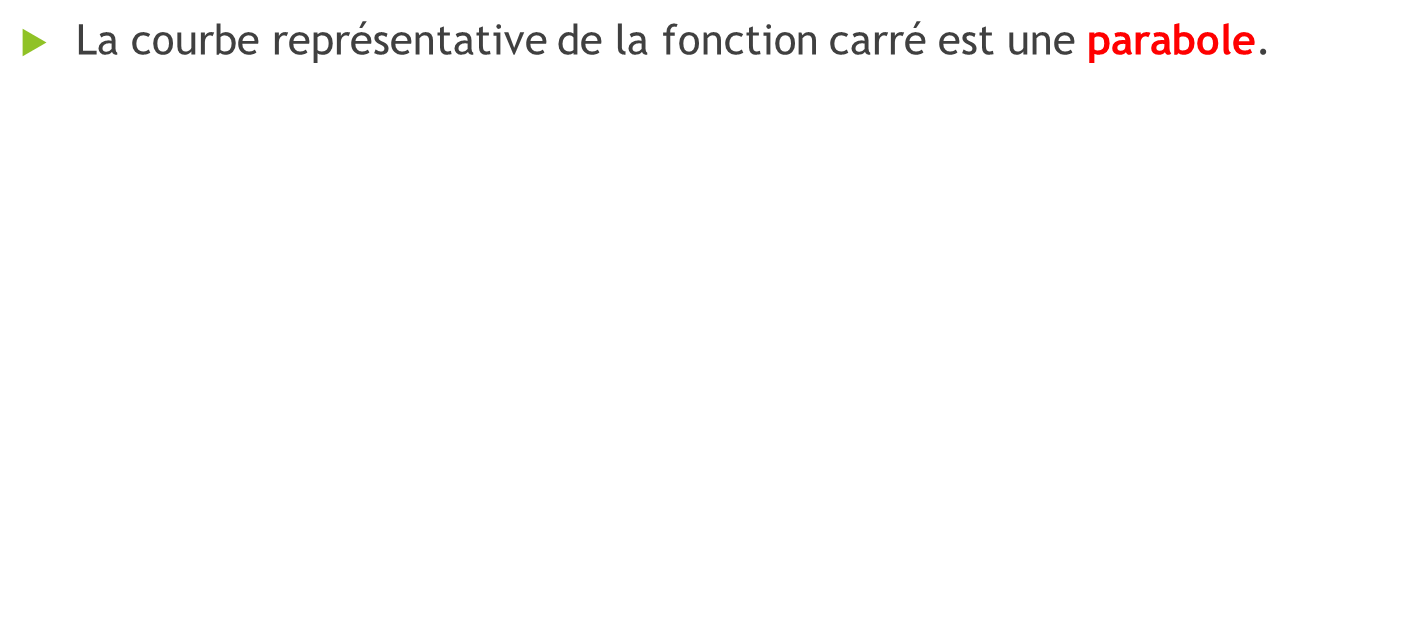 La courbe représentative de la fonction carré est une parabole.